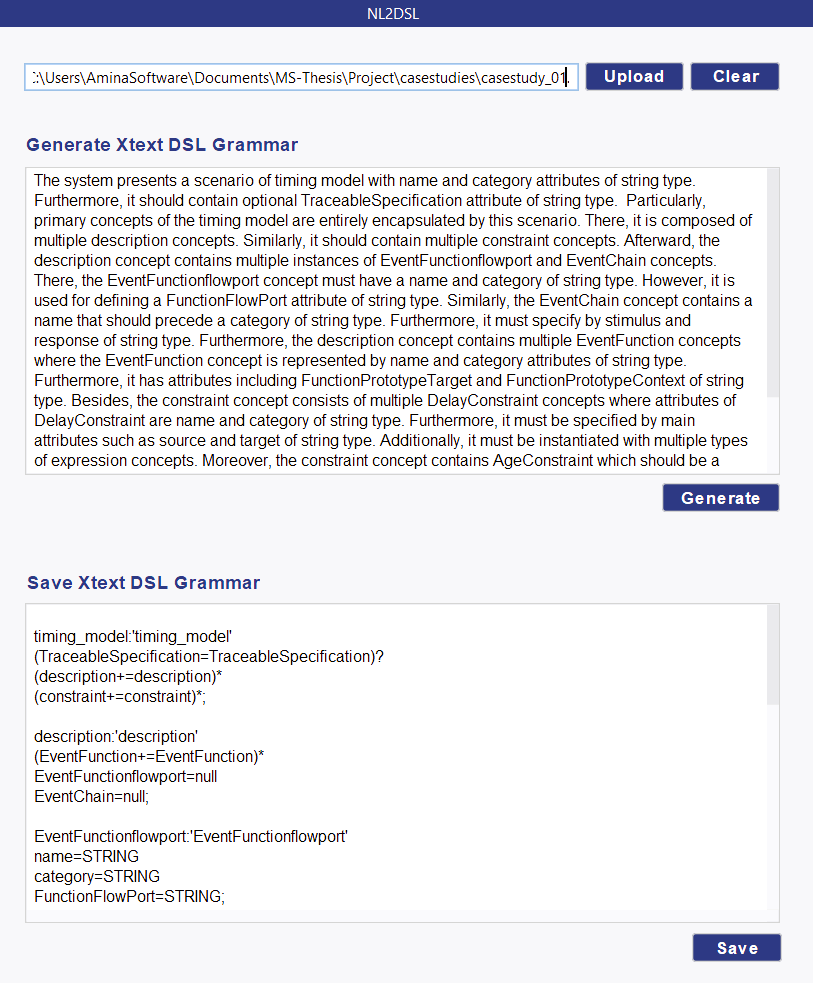 NL2DSL
:\Users\AminaSoftware\Documents\MS-Thesis\Project\casestudies\casestudy_01.
Upload
Clear
Generate Xtext DSL Grammar
The system presents a scenario of timing model with name and category attributes of string type.
Furthermore, it should contain optional TraceableSpecification attribute of string type.  Particularly,
primary concepts of the timing model are entirely encapsulated by this scenario. There, it is composed of
multiple description concepts. Similarly, it should contain multiple constraint concepts. Afterward, the
description concept contains multiple instances of EventFunctionflowport and EventChain concepts.
There, the EventFunctionflowport concept must have a name and category of string type. However, it is
used for defining a FunctionFlowPort attribute of string type. Similarly, the EventChain concept contains a
name that should precede a category of string type. Furthermore, it must specify by stimulus and
response of string type. Furthermore, the description concept contains multiple EventFunction concepts
where the EventFunction concept is represented by name and category attributes of string type.
Furthermore, it has attributes including FunctionPrototypeTarget and FunctionPrototypeContext of string
type. Besides, the constraint concept consists of multiple DelayConstraint concepts where attributes of
DelayConstraint are name and category of string type. Furthermore, it must be specified by main
attributes such as source and target of string type. Additionally, it must be instantiated with multiple types
of expression concepts. Moreover, the constraint concept contains AgeConstraint which should be a
Generate
Save Xtext DSL Grammar
timing_model:'timing_model'
(TraceableSpecification=TraceableSpecification)?
(description+=description)*
(constraint+=constraint)*;
description:'description'
(EventFunction+=EventFunction)*
EventFunctionflowport=null
EventChain=null;
EventFunctionflowport:'EventFunctionflowport'
name=STRING
category=STRING
FunctionFlowPort=STRING;
Save